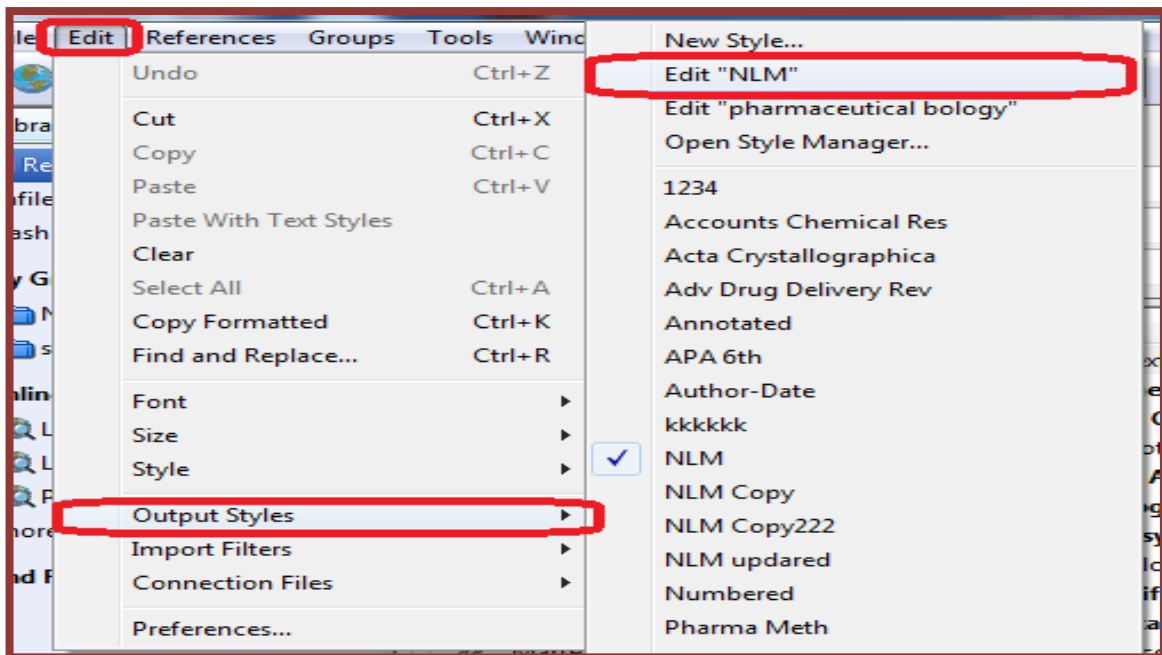 Edit References Groups Tools Wind
Undo Ctrl+Z
Cut Ctrl+X
Copy Ctrl+C
Paste Ctrl+V
Paste With Text Styles
Clear
Select All Ctrl+A
Copy Formatted Ctrl+K
Find and Replace... Ctrl+R
Font
Size
Style
Output Styles
Import Filters
Connection Files
Preferences...
New Style...
Edit "NLM"
Edit "pharmaceutical bology"
Open Style Manager...
1234
Accounts Chemical Res
Acta Crystallographica
Adv Drug Delivery Rev
Annotated
APA 6th
Author-Date
kkkkkk
NLM
NLM Copy
NLM Copy222
NLM updared
Numbered
Pharma Meth